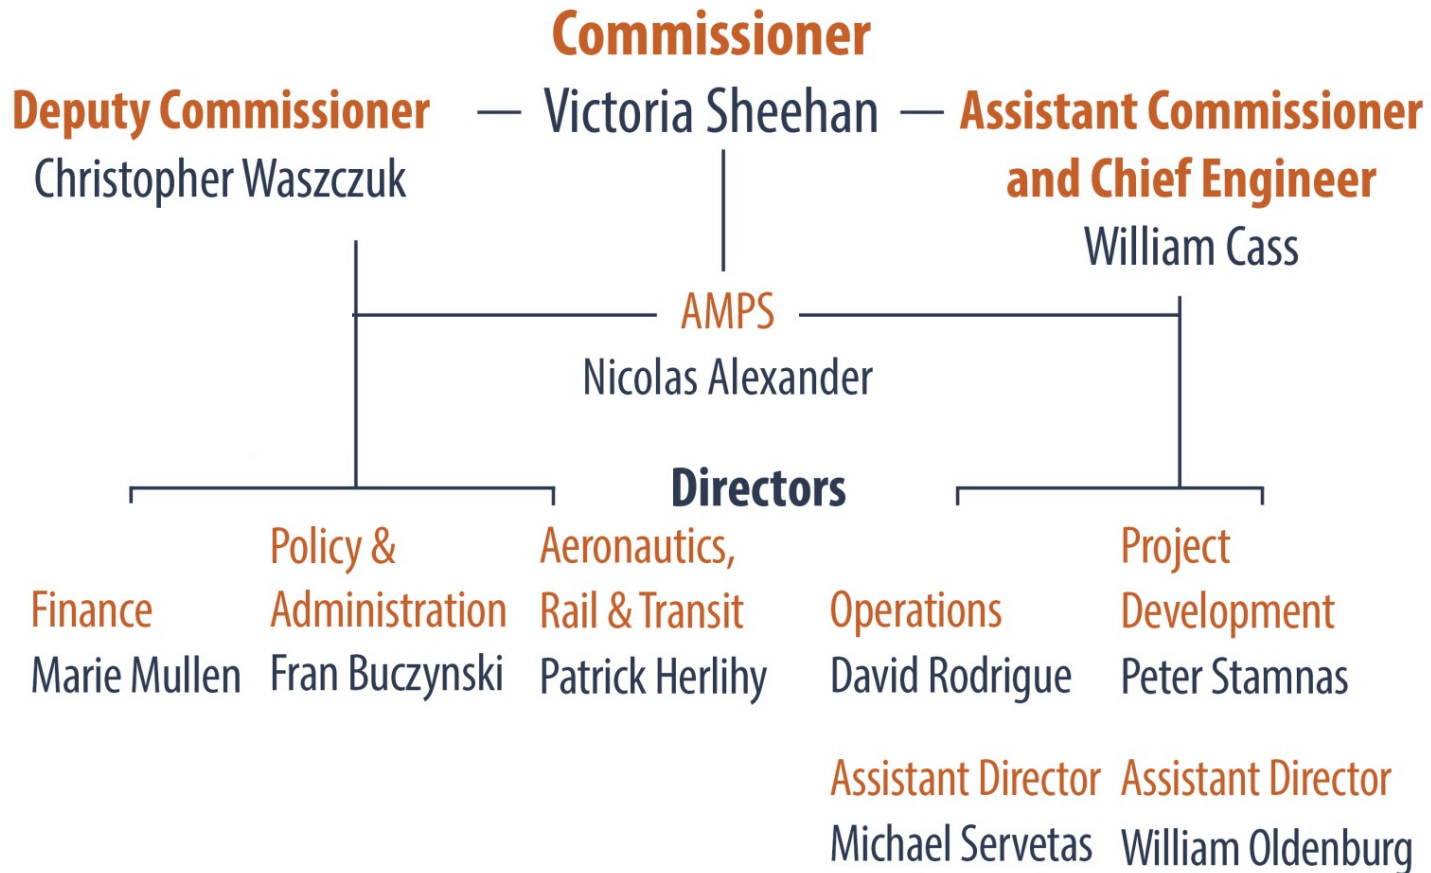 Commissioner
Victoria Sheehan
Deputy Commissioner
Christopher Waszczuk
Assistant Commissioner
and Chief Engineer
William Cass
AMPS
Nicolas Alexander
Directors
Finance
Marie Mullen
Policy &
Administration
Fran Buczynski
Aeronautics,
Rail & Transit
Patrick Herlihy
Operations
David Rodrigue
Assistant Director
Michael Servetas
Project
Development
Peter Stamnas
Assistant Director
William Oldenburg